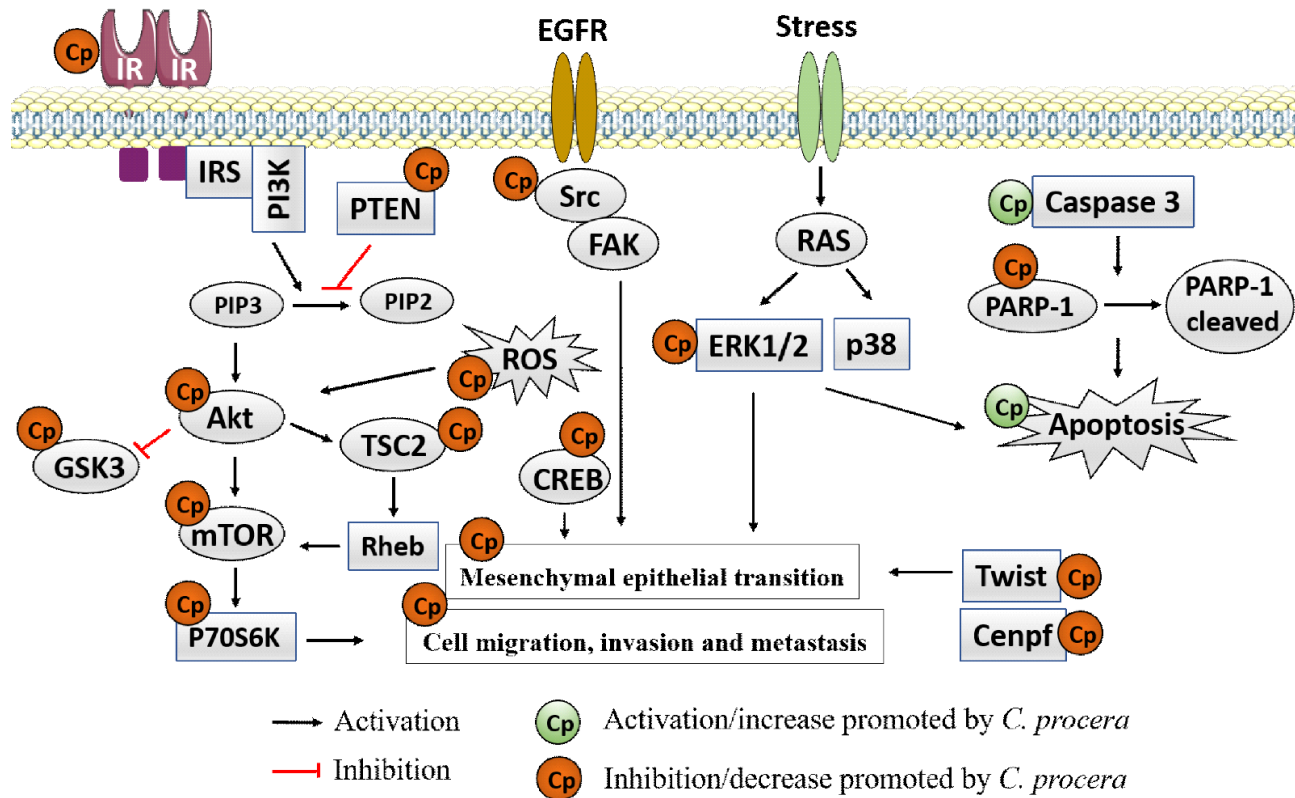 EGFR
Stress
Cp
IR
IR
IRS
PI3K
Cp
PTEN
Cp
Src
FAK
RAS
Cp
Caspase 3
Cp
PARP-1
PARP-1
cleaved
PIP3
PIP2
Cp
ROS
Cp
ERK1/2
p38
Cp
Akt
Cp
GSK3
TSC2
Cp
Cp
CREB
Cp
Apoptosis
Cp
mTOR
Rheb
Cp
Mesenchymal epithelial transition
Cp
Cell migration, invasion and metastasis
Cp
P70S6K
Twist
Cp
Cenpf
Cp
Activation
Cp
Activation/increase promoted by C. procera
Inhibition
Cp
Inhibition/decrease promoted by C. procera